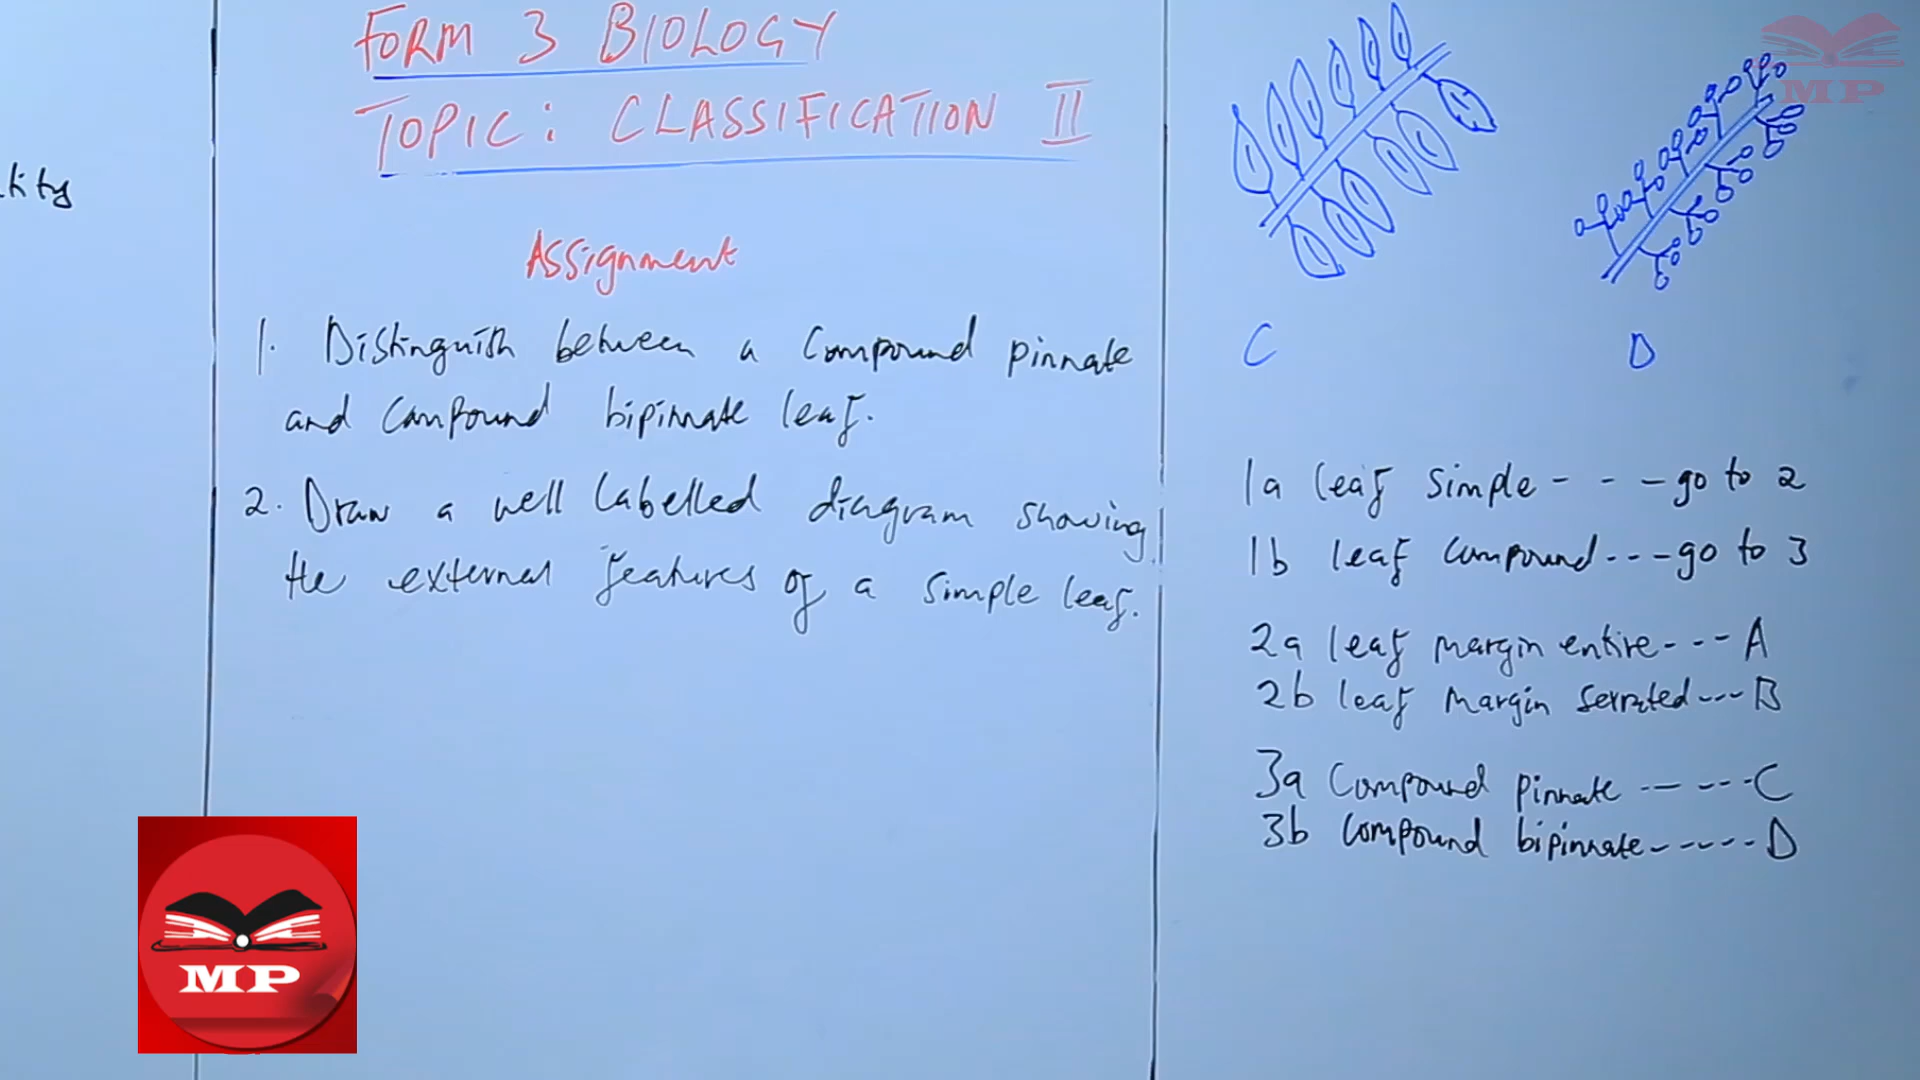 FORM 3 BIOLOGY
TOPIC: CLASSIFICATION II
Assignment
1. Distinguish between a compound pinnate
and compound bipinnate leaf.
2. Draw a well labelled diagram showing
the external features of a simple leaf.
C
D
1a leaf simple - - - go to 2
1b leaf compound - - - go to 3
2a leaf margin entire - - - A
2b leaf margin serrated --- B
3a Compound pinnate -- --- C
3b Compound bipinnate ----- D
MP
MP